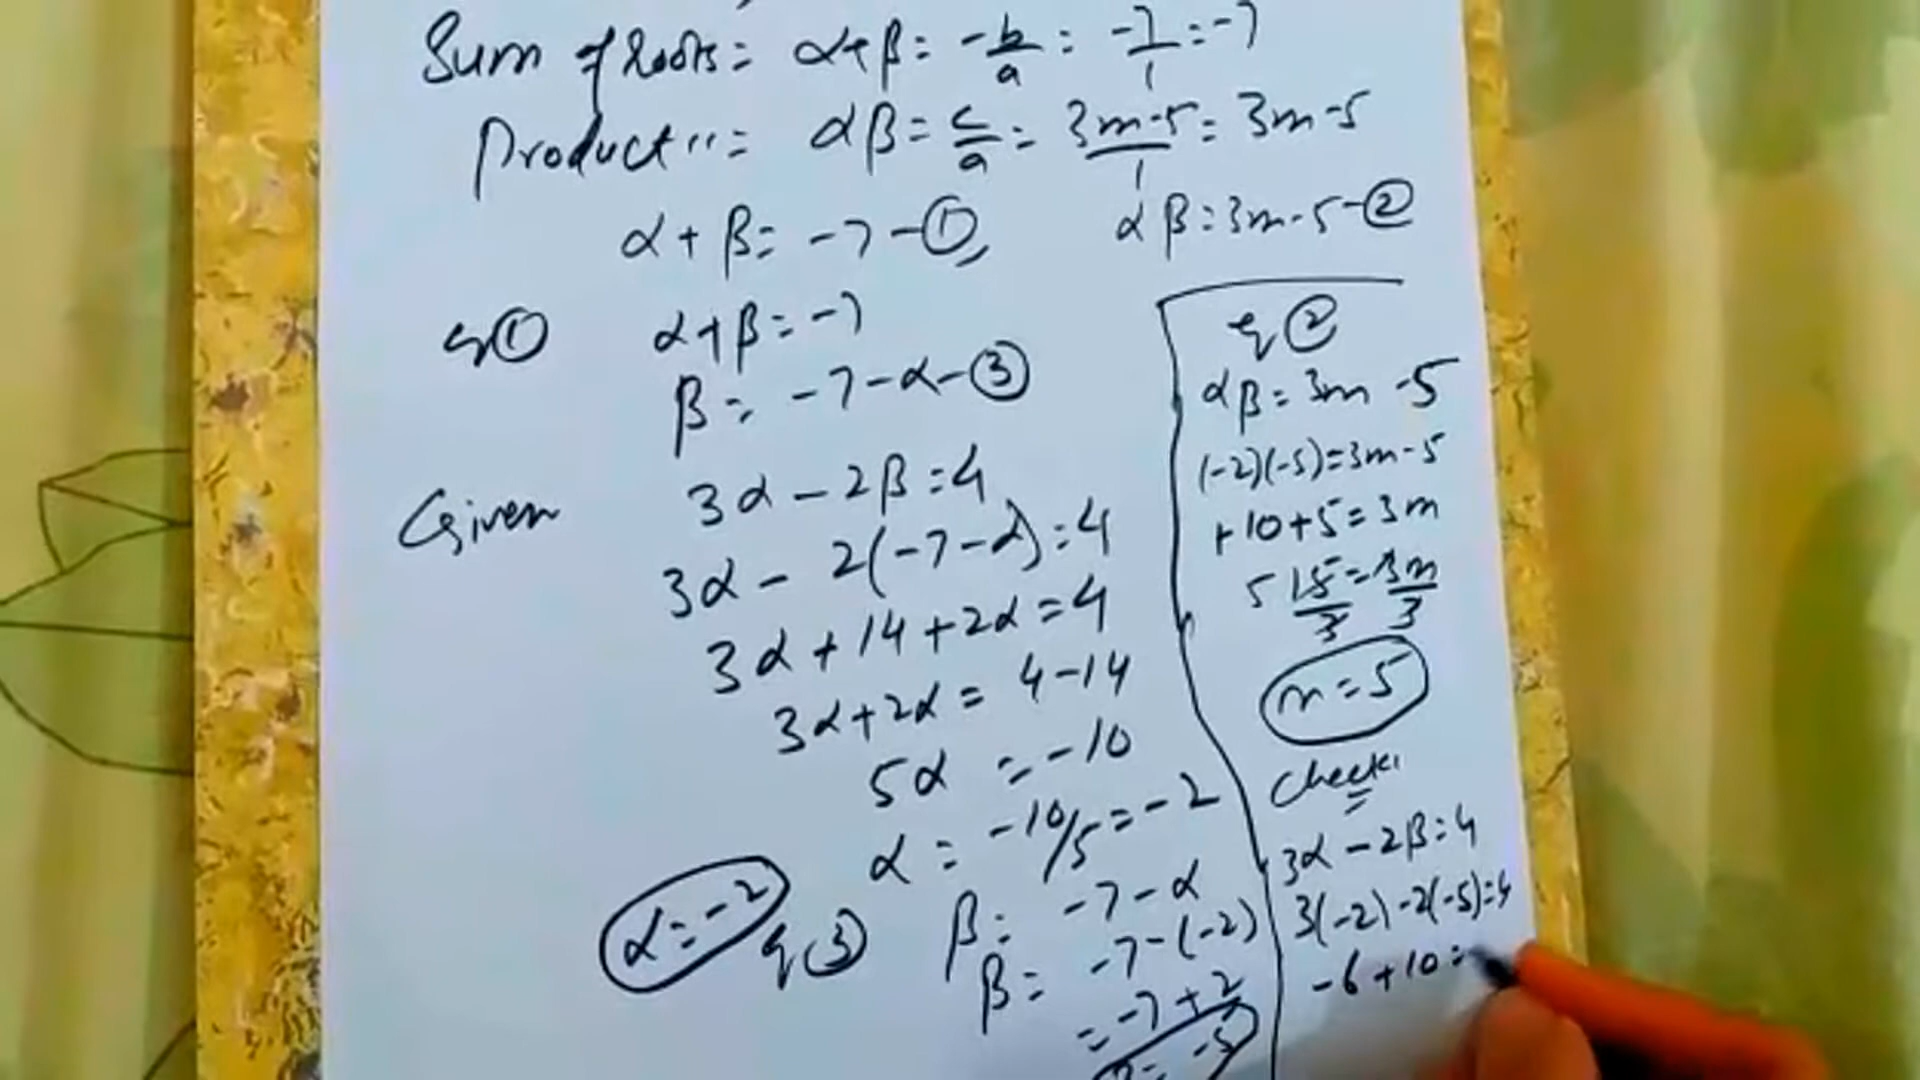 Sum of Roots = α+β = -b/a = -7/1 = -7
Product '' = αβ = c/a = 3m-5/1 = 3m-5
α + β = -7 - ①
αβ = 3m-5 - ②
eq ①
α+β = -7
β = -7-α - ③
Given
3α - 2β = 4
3α - 2(-7-α) = 4
3α + 14 + 2α = 4
3α+2α = 4-14
5α = -10
α = -10/5 = -2
α = -2
eq ③
β = -7-α
β = -7-(-2)
= -7+2
= -5
eq ②
αβ = 3m -5
(-2)(-5) = 3m-5
+10+5 = 3m
5 15/3 = 3m/3
m = 5
Check:
3α - 2β = 4
3(-2) -2(-5) = 4
-6+10 =